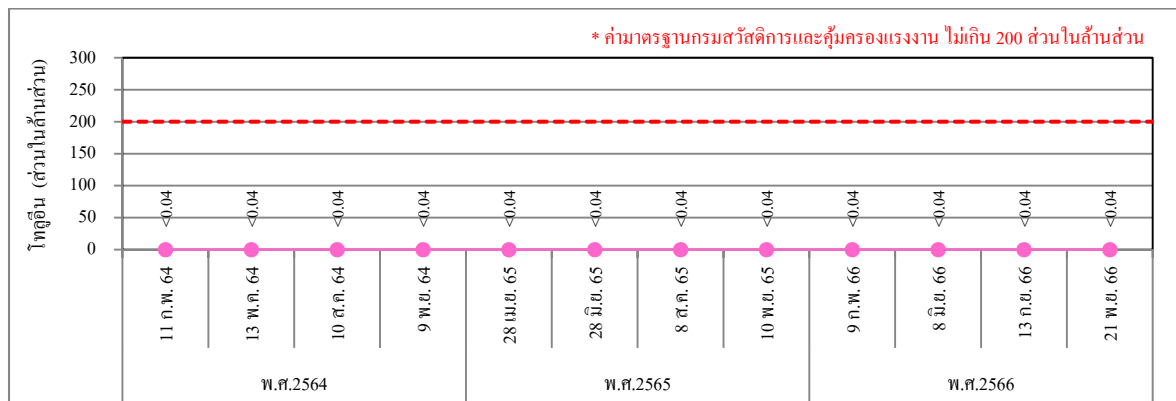 * ค่ามาตรฐานกรมสวัสดิการและคุ้มครองแรงงาน ไม่เกิน 200 ส่วนในล้านส่วน
โทลูอีน (ส่วนในล้านส่วน)
300
250
200
150
100
50
0
<0.04 <0.04 <0.04 <0.04 <0.04 <0.04 <0.04 <0.04 <0.04 <0.04 <0.04 <0.04
11 ก.พ. 64 13 พ.ค. 64 10 ส.ค. 64 9 พ.ย. 64 28 เม.ย. 65 28 มิ.ย. 65 8 ส.ค. 65 10 พ.ย. 65 9 ก.พ. 66 8 มิ.ย. 66 13 ก.ย. 66 21 พ.ย. 66
พ.ศ.2564 พ.ศ.2565 พ.ศ.2566